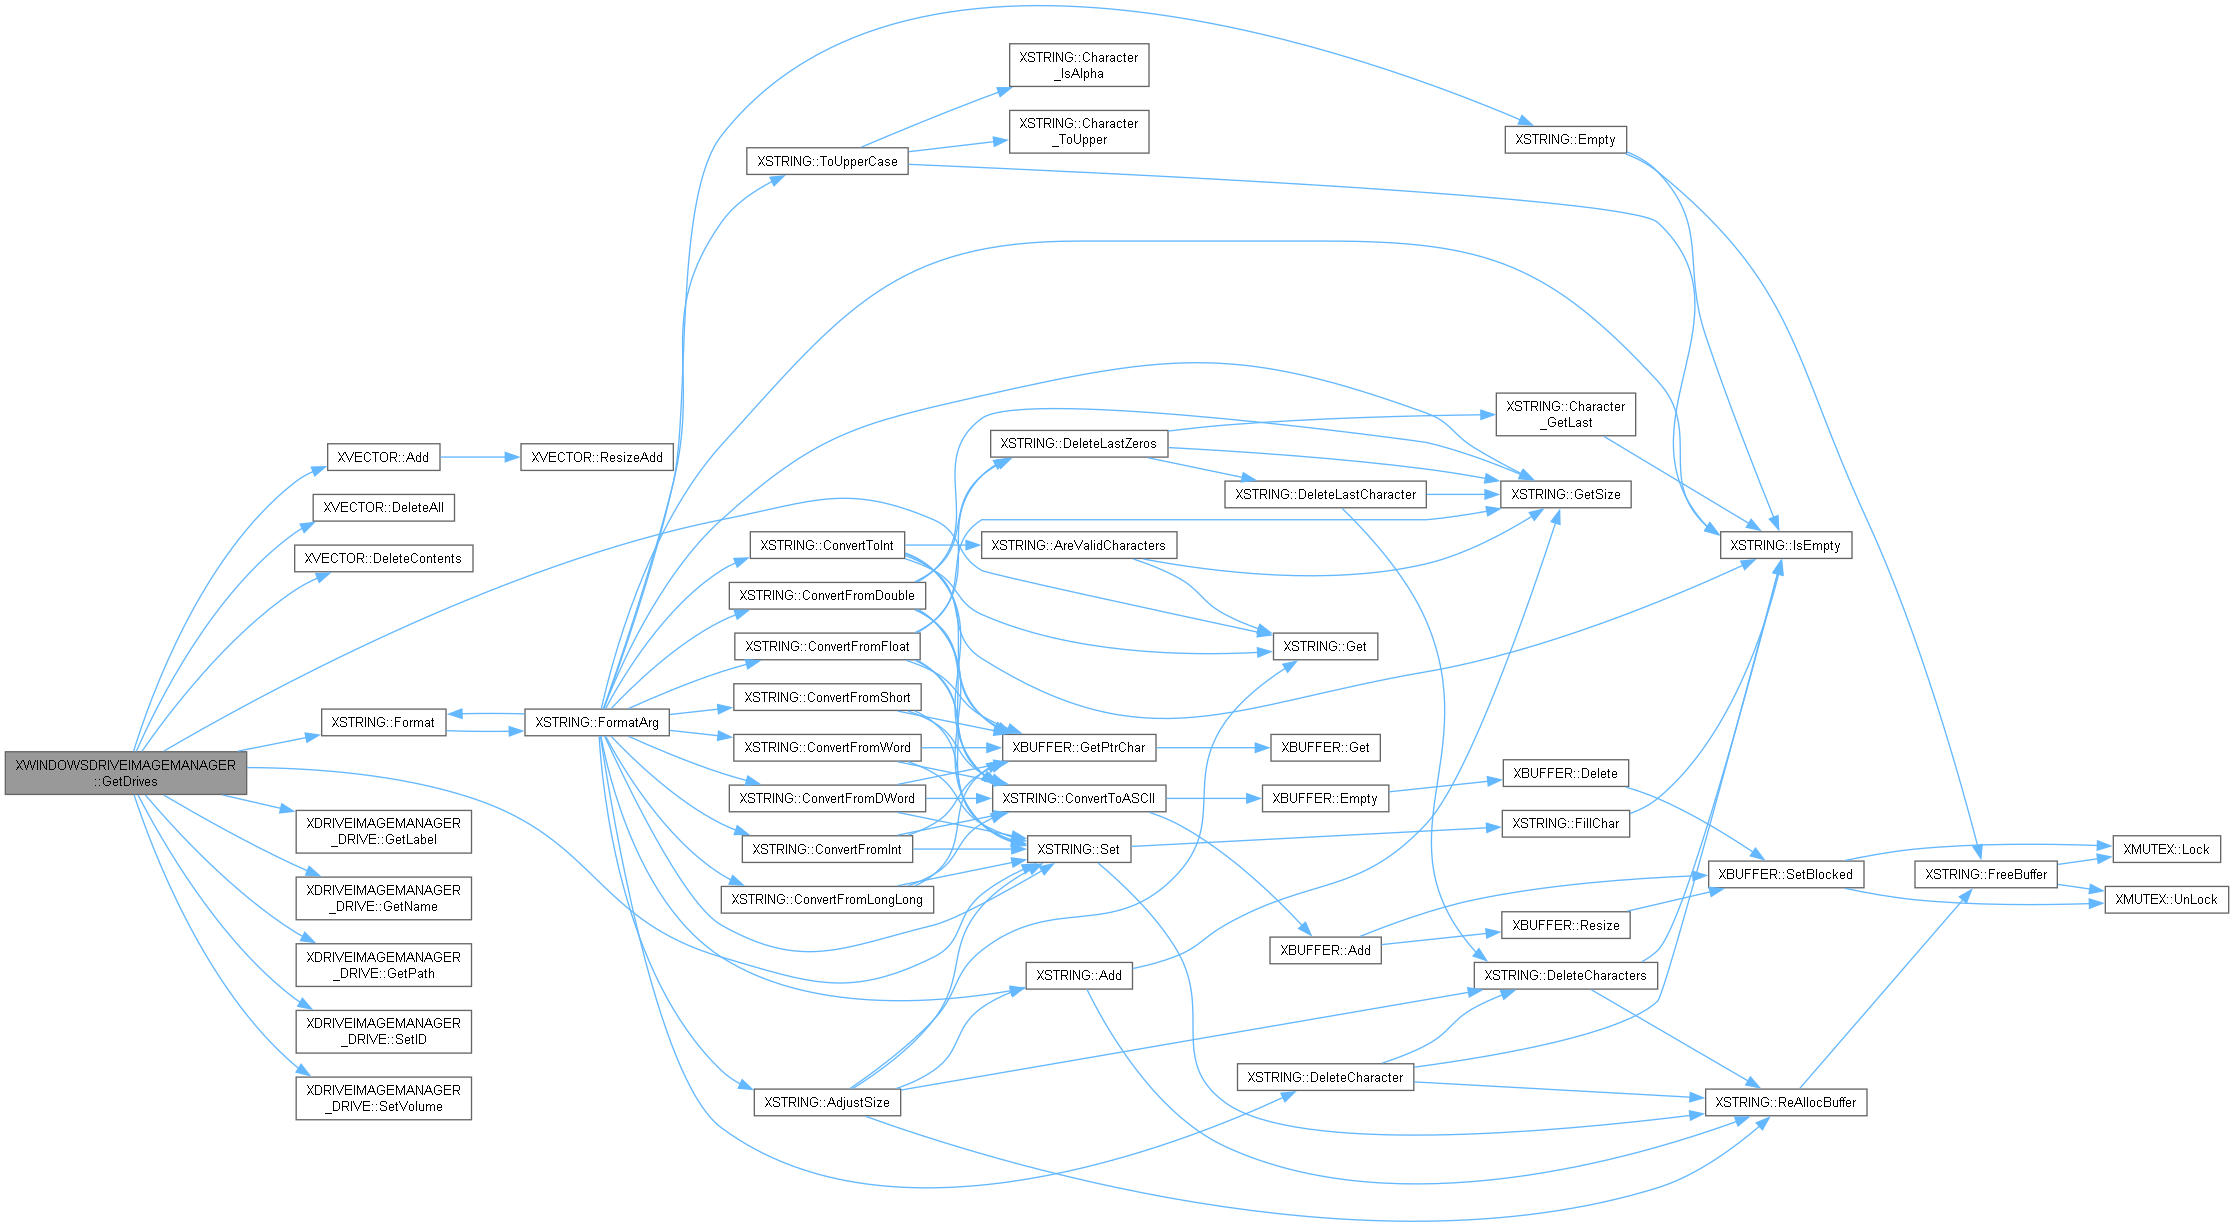 XWINDOWSDRIVEIMAGEMANAGER
::GetDrives
XVECTOR::Add
XVECTOR::DeleteAll
XVECTOR::DeleteContents
XSTRING::Format
XDRIVEIMAGEMANAGER
_DRIVE::GetLabel
XDRIVEIMAGEMANAGER
_DRIVE::GetName
XDRIVEIMAGEMANAGER
_DRIVE::GetPath
XDRIVEIMAGEMANAGER
_DRIVE::SetID
XDRIVEIMAGEMANAGER
_DRIVE::SetVolume
XVECTOR::ResizeAdd
XSTRING::FormatArg
XSTRING::ToUpperCase
XSTRING::ConvertToInt
XSTRING::ConvertFromDouble
XSTRING::ConvertFromFloat
XSTRING::ConvertFromShort
XSTRING::ConvertFromWord
XSTRING::ConvertFromDWord
XSTRING::ConvertFromInt
XSTRING::ConvertFromLongLong
XSTRING::AdjustSize
XSTRING::Character
_IsAlpha
XSTRING::Character
_ToUpper
XSTRING::DeleteLastZeros
XSTRING::AreValidCharacters
XBUFFER::GetPtrChar
XSTRING::ConvertToASCII
XSTRING::Set
XSTRING::Add
XSTRING::DeleteLastCharacter
XSTRING::Get
XBUFFER::Get
XBUFFER::Empty
XBUFFER::Add
XSTRING::DeleteCharacter
XSTRING::Empty
XSTRING::Character
_GetLast
XSTRING::GetSize
XBUFFER::Delete
XSTRING::FillChar
XBUFFER::Resize
XSTRING::DeleteCharacters
XSTRING::IsEmpty
XBUFFER::SetBlocked
XSTRING::ReAllocBuffer
XSTRING::FreeBuffer
XMUTEX::Lock
XMUTEX::UnLock